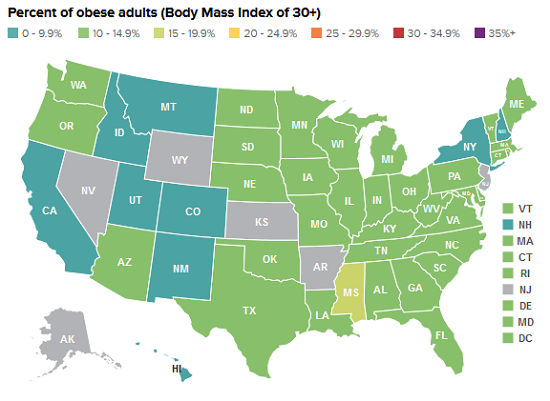 Percent of obese adults (Body Mass Index of 30+)
0 - 9.9% 10 - 14.9% 15 - 19.9% 20 - 24.9% 25 - 29.9% 30 - 34.9% 35%+
WA
ME
MT
ND
MN
VT
NH
OR
ID
SD
WI
NY
MA
MI
CT
WY
IA
PA
NJ
NE
NV
OH
IL
IN
MD
UT
CO
WV
VA
CA
KS
MO
KY
NC
TN
AZ
NM
OK
AR
SC
MS
AL
GA
TX
LA
FL
AK
HI
VT
NH
MA
CT
RI
NJ
DE
MD
DC